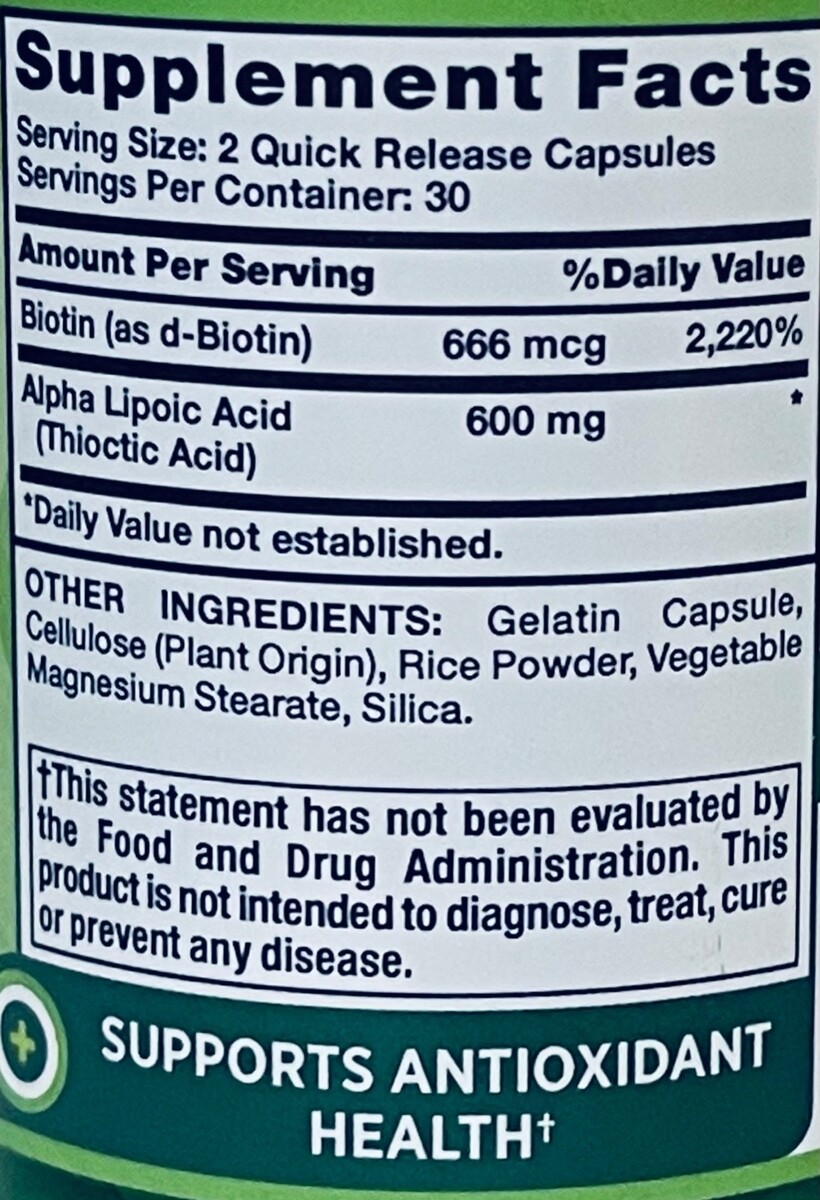 Supplement Facts
Serving Size: 2 Quick Release Capsules
Servings Per Container: 30
Amount Per Serving %Daily Value
Biotin (as d-Biotin) 666 mcg 2,220%
Alpha Lipoic Acid 600 mg *
(Thioctic Acid)
*Daily Value not established.
OTHER INGREDIENTS: Gelatin Capsule,
Cellulose (Plant Origin), Rice Powder, Vegetable
Magnesium Stearate, Silica.
†This statement has not been evaluated by
the Food and Drug Administration. This
product is not intended to diagnose, treat, cure
or prevent any disease.
SUPPORTS ANTIOXIDANT
HEALTH†